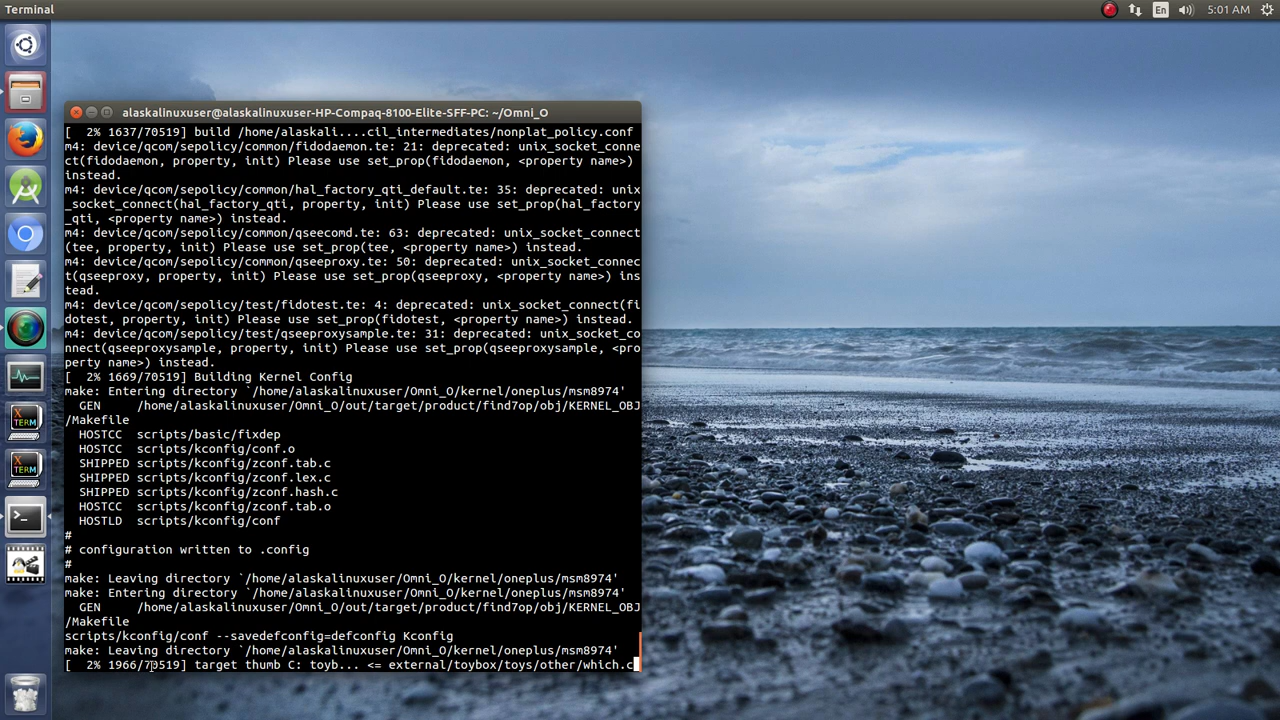 Terminal
En
5:01 AM
alaskalinuxuser@alaskalinuxuser-HP-Compaq-8100-Elite-SFF-PC: ~/Omni_O
[  2% 1637/70519] build /home/alaskali....cil_intermediates/nonplat_policy.conf
m4: device/qcom/sepolicy/common/fidodaemon.te: 21: deprecated: unix_socket_conne
ct(fidodaemon, property, init) Please use set_prop(fidodaemon, <property name>)
instead.
m4: device/qcom/sepolicy/common/hal_factory_qti_default.te: 35: deprecated: unix
_socket_connect(hal_factory_qti, property, init) Please use set_prop(hal_factory
_qti, <property name>) instead.
m4: device/qcom/sepolicy/common/qseecomd.te: 63: deprecated: unix_socket_connect
(tee, property, init) Please use set_prop(tee, <property name>) instead.
m4: device/qcom/sepolicy/common/qseeproxy.te: 50: deprecated: unix_socket_connec
t(qseeproxy, property, init) Please use set_prop(qseeproxy, <property name>) ins
tead.
m4: device/qcom/sepolicy/test/fidotest.te: 4: deprecated: unix_socket_connect(fi
dotest, property, init) Please use set_prop(fidotest, <property name>) instead.
m4: device/qcom/sepolicy/test/qseeproxysample.te: 31: deprecated: unix_socket_co
nnect(qseeproxysample, property, init) Please use set_prop(qseeproxysample, <pro
perty name>) instead.
[  2% 1669/70519] Building Kernel Config
make: Entering directory `/home/alaskalinuxuser/Omni_O/kernel/oneplus/msm8974'
  GEN     /home/alaskalinuxuser/Omni_O/out/target/product/find7op/obj/KERNEL_OBJ
/Makefile
  HOSTCC  scripts/basic/fixdep
  HOSTCC  scripts/kconfig/conf.o
  SHIPPED scripts/kconfig/zconf.tab.c
  SHIPPED scripts/kconfig/zconf.lex.c
  SHIPPED scripts/kconfig/zconf.hash.c
  HOSTCC  scripts/kconfig/zconf.tab.o
  HOSTLD  scripts/kconfig/conf
#
# configuration written to .config
#
make: Leaving directory `/home/alaskalinuxuser/Omni_O/kernel/oneplus/msm8974'
make: Entering directory `/home/alaskalinuxuser/Omni_O/kernel/oneplus/msm8974'
  GEN     /home/alaskalinuxuser/Omni_O/out/target/product/find7op/obj/KERNEL_OBJ
/Makefile
scripts/kconfig/conf --savedefconfig=defconfig Kconfig
make: Leaving directory `/home/alaskalinuxuser/Omni_O/kernel/oneplus/msm8974'
[  2% 1966/70519] target thumb C: toyb... <= external/toybox/toys/other/which.c
X
TERM
X
TERM